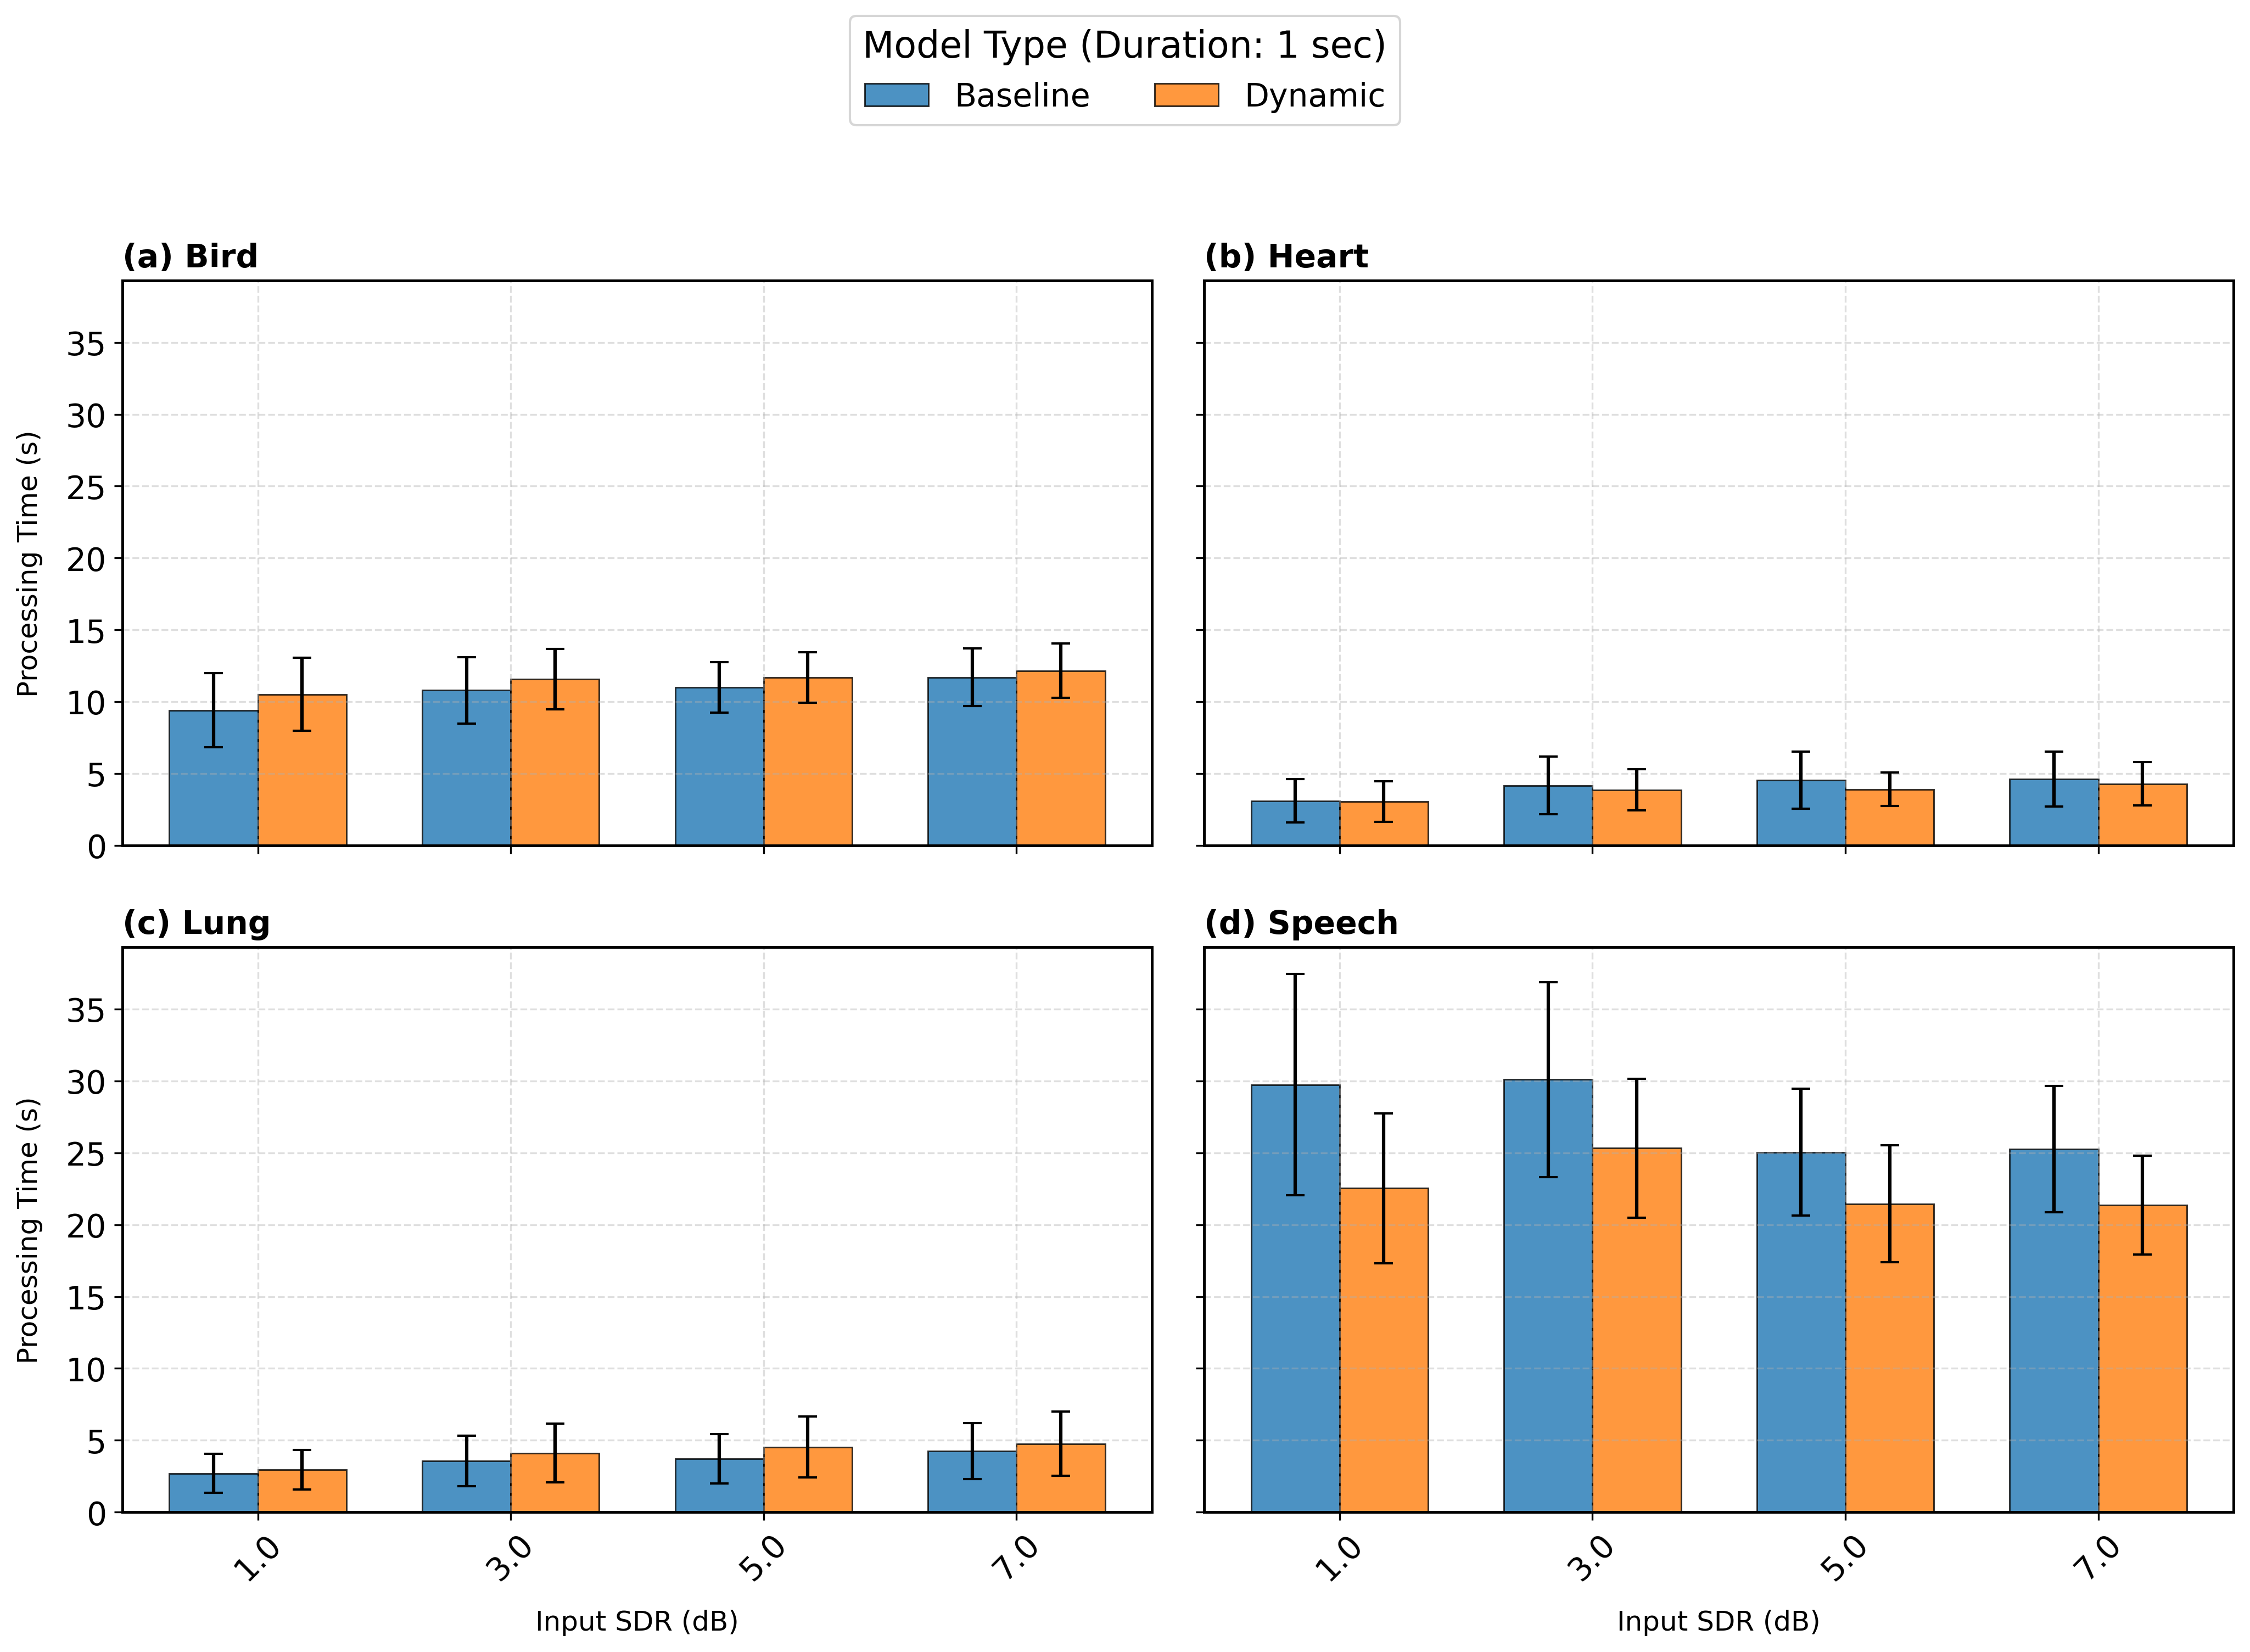 Model Type (Duration: 1 sec)
Baseline Dynamic
(a) Bird
(b) Heart
Processing Time (s)
35
30
25
20
15
10
5
0
(c) Lung
(d) Speech
Processing Time (s)
35
30
25
20
15
10
5
0
1.0 3.0 5.0 7.0
1.0 3.0 5.0 7.0
Input SDR (dB)
Input SDR (dB)